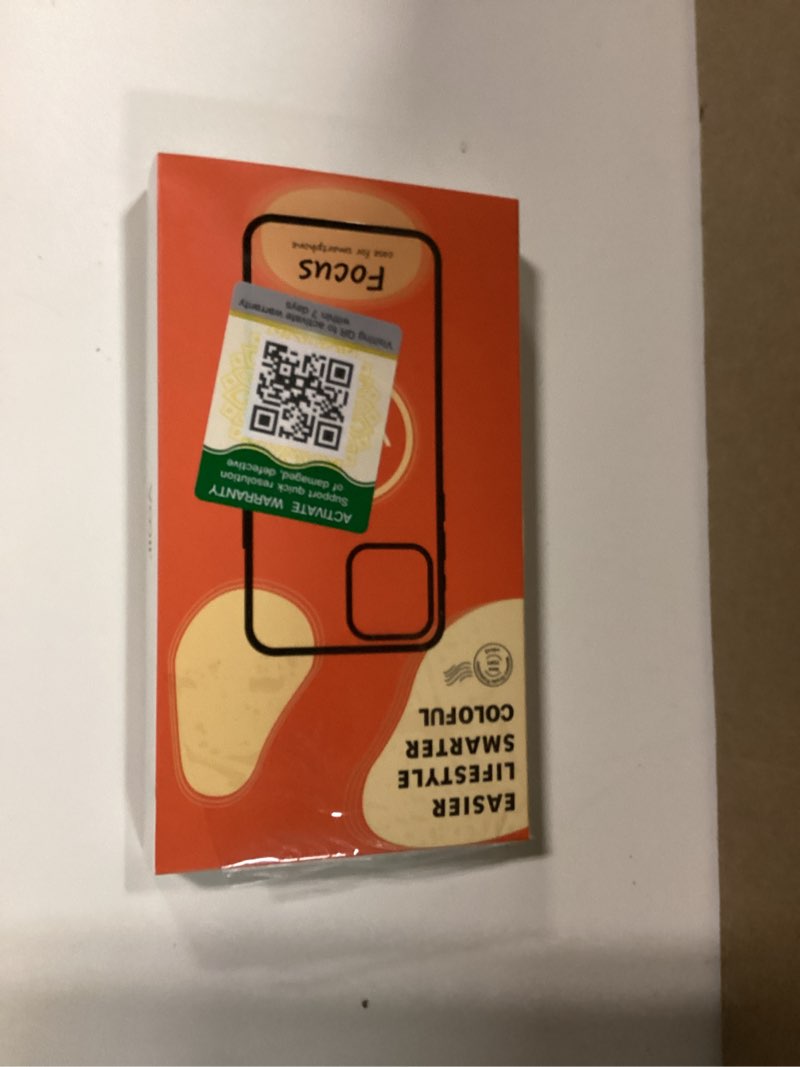 EASIER
LIFESTYLE
SMARTER
COLOFUL
ACTIVATE WARRANTY
Support quick resolution
of damaged, defective
Visiting QR to activate warranty
within 7 days
Focus
case for smartphone